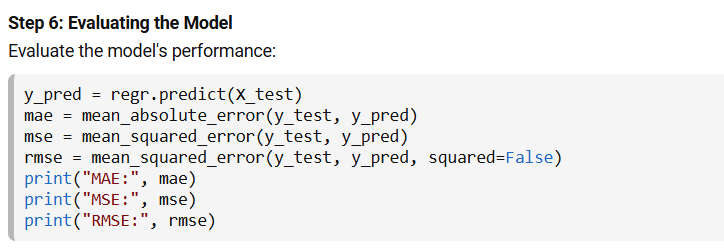 Step 6: Evaluating the Model
Evaluate the model's performance:
y_pred = regr.predict(X_test)
mae = mean_absolute_error(y_test, y_pred)
mse = mean_squared_error(y_test, y_pred)
rmse = mean_squared_error(y_test, y_pred, squared=False)
print("MAE:", mae)
print("MSE:", mse)
print("RMSE:", rmse)